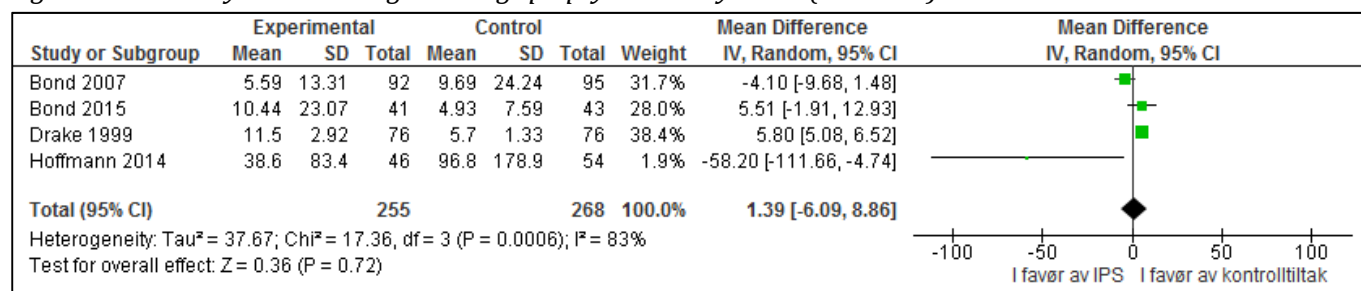 Experimental Control Mean Difference Mean Difference
Study or Subgroup Mean SD Total Mean SD Total Weight IV, Random, 95% CI IV, Random, 95% CI
Bond 2007 5.59 13.31 92 9.69 24.24 95 31.7% -4.10 [-9.68, 1.48]
Bond 2015 10.44 23.07 41 4.93 7.59 43 28.0% 5.51 [-1.91, 12.93]
Drake 1999 11.5 2.92 76 5.7 1.33 76 38.4% 5.80 [5.08, 6.52]
Hoffmann 2014 38.6 83.4 46 96.8 178.9 54 1.9% -58.20 [-111.66, -4.74]
Total (95% CI) 255 268 100.0% 1.39 [-6.09, 8.86]
Heterogeneity: Tau² = 37.67; Chi² = 17.36, df = 3 (P = 0.0006); I² = 83%
Test for overall effect: Z = 0.36 (P = 0.72)
-100 -50 0 50 100
I favør av IPS I favør av kontrolltiltak